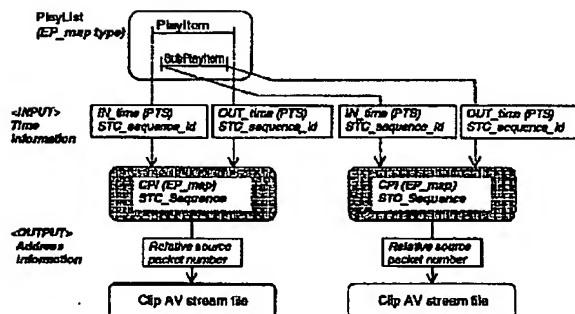 PlayList
(EP_map type)
PlayItem
SubPlayItem
<INPUT>
Time
Information
IN_time (PTS)
STC_sequence_id
OUT_time (PTS)
STC_sequence_id
IN_time (PTS)
STC_sequence_id
OUT_time (PTS)
STC_sequence_id
CPI (EP_map)
STC_Sequence
CPI (EP_map)
STC_Sequence
<OUTPUT>
Address
Information
Relative source
packet number
Relative source
packet number
Clip AV stream file
Clip AV stream file